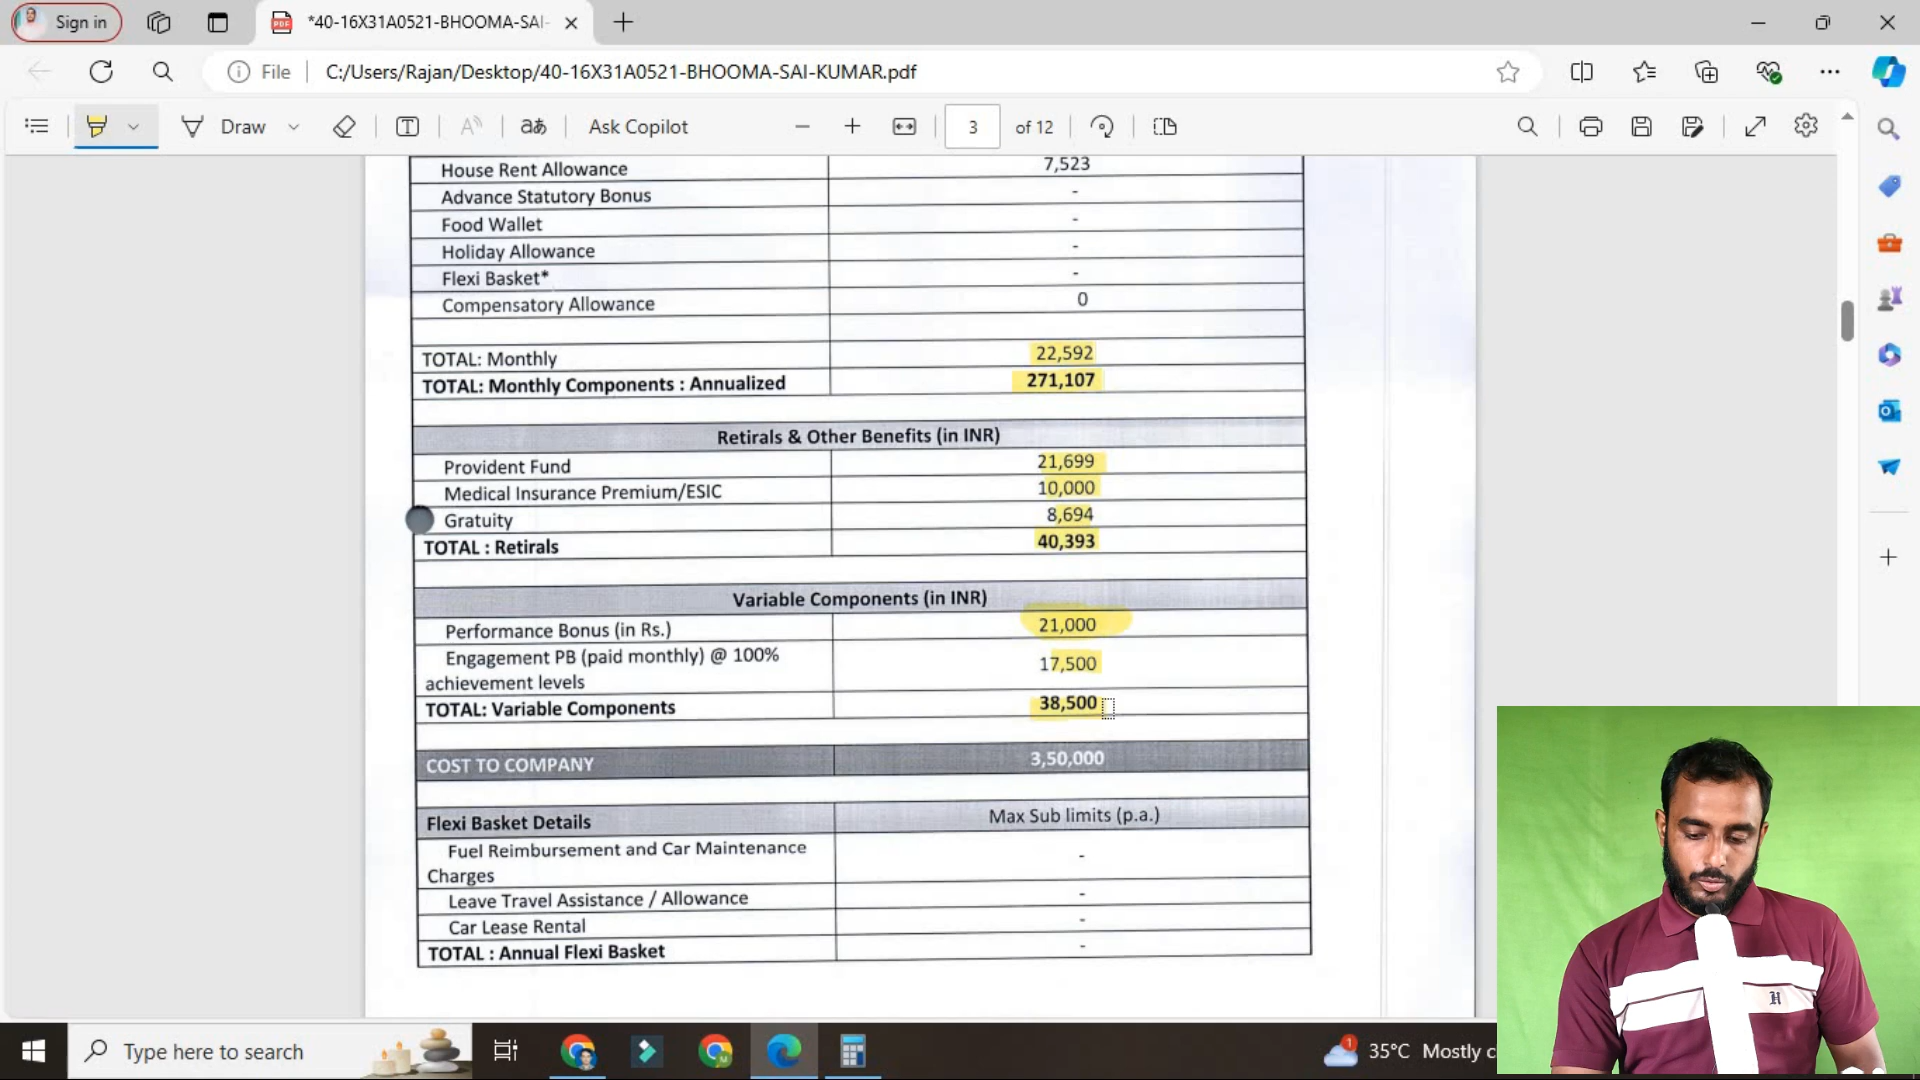 Sign in
*40-16X31A0521-BHOOMA-SAI-
File
C:/Users/Rajan/Desktop/40-16X31A0521-BHOOMA-SAI-KUMAR.pdf
Draw
Ask Copilot
3 of 12
House Rent Allowance 7,523
Advance Statutory Bonus -
Food Wallet -
Holiday Allowance -
Flexi Basket* -
Compensatory Allowance 0
TOTAL: Monthly 22,592
TOTAL: Monthly Components : Annualized 271,107
Retirals & Other Benefits (in INR)
Provident Fund 21,699
Medical Insurance Premium/ESIC 10,000
Gratuity 8,694
TOTAL : Retirals 40,393
Variable Components (in INR)
Performance Bonus (in Rs.) 21,000
Engagement PB (paid monthly) @ 100% 17,500
achievement levels
TOTAL: Variable Components 38,500
COST TO COMPANY 3,50,000
Flexi Basket Details Max Sub limits (p.a.)
Fuel Reimbursement and Car Maintenance -
Charges
Leave Travel Assistance / Allowance -
Car Lease Rental -
TOTAL : Annual Flexi Basket -
H
Type here to search
1
35°C Mostly c